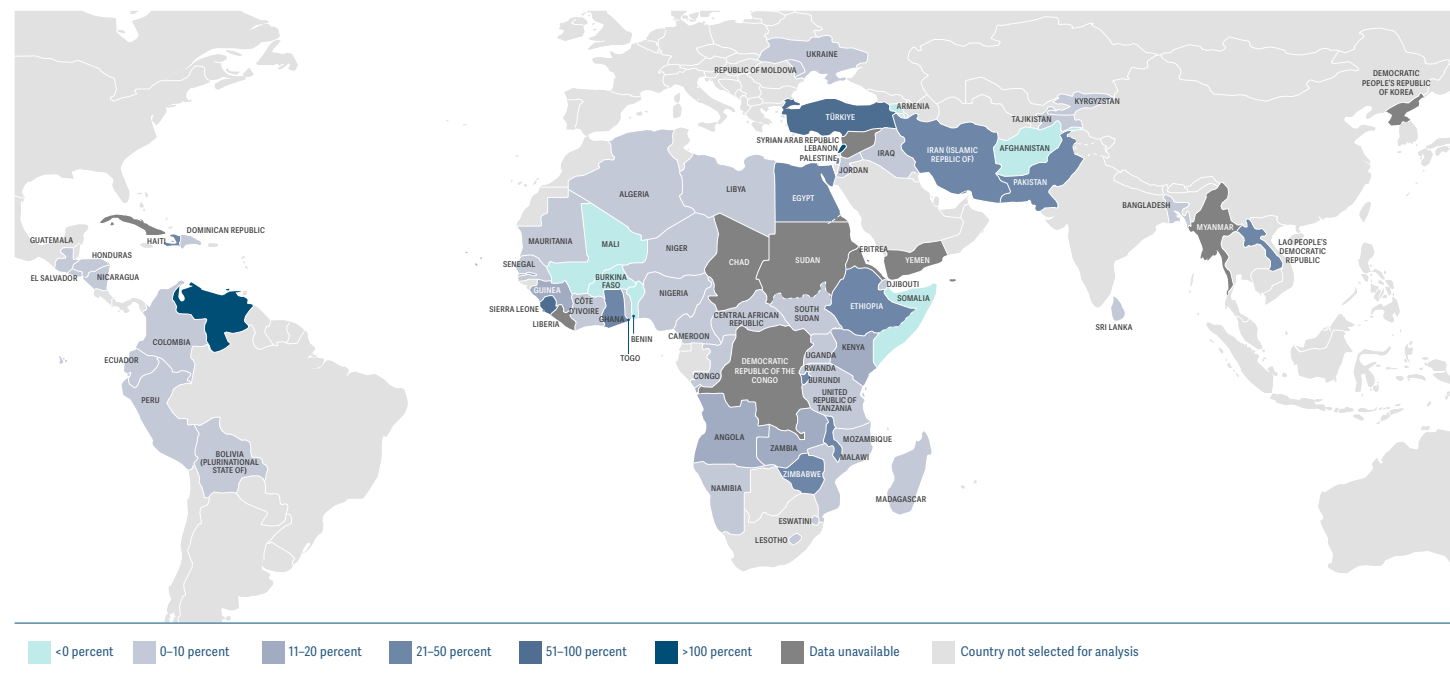 UKRAINE
REPUBLIC OF MOLDOVA
DEMOCRATIC
PEOPLE'S REPUBLIC
OF KOREA
KYRGYZSTAN
ARMENIA
TÜRKIYE
TAJIKISTAN
SYRIAN ARAB REPUBLIC
LEBANON
PALESTINE
IRAQ
IRAN (ISLAMIC
REPBLIC OF)
AFGHANISTAN
JORDAN
PAKISTAN
ALGERIA
LIBYA
EGYPT
BANGLADESH
MYANMAR
GUATEMALA
HAITI
DOMINICAN REPUBLIC
HONDURAS
EL SALVADOR
NICARAGUA
MAURITANIA
MALI
NIGER
ERITREA
CHAD
SUDAN
YEMEN
LAO PEOPLE'S
DEMOCRATIC
REPUBLIC
SENEGAL
BURKINA
FASO
GUINEA
NIGERIA
DJIBOUTI
SOMALIA
ETHIOPIA
SIERRA LEONE
CÔTE
D'IVOIRE
GHANA
LIBERIA
CENTRAL AFRICAN
REPUBLIC
SOUTH
SUDAN
SRI LANKA
BENIN
CAMEROON
TOGO
COLOMBIA
ECUADOR
PERU
KENYA
UGANDA
DEMOCRATIC
REPUBLIC OF THE
CONGO
RWANDA
CONGO
BURUNDI
UNITED
REPUBLIC OF
TANZANIA
ANGOLA
ZAMBIA
MOZAMBIQUE
MALAWI
BOLIVIA
(PLURINATIONAL
STATE OF)
ZIMBABWE
NAMIBIA
MADAGASCAR
ESWATINI
LESOTHO
<0 percent
0–10 percent
11–20 percent
21–50 percent
51–100 percent
>100 percent
Data unavailable
Country not selected for analysis